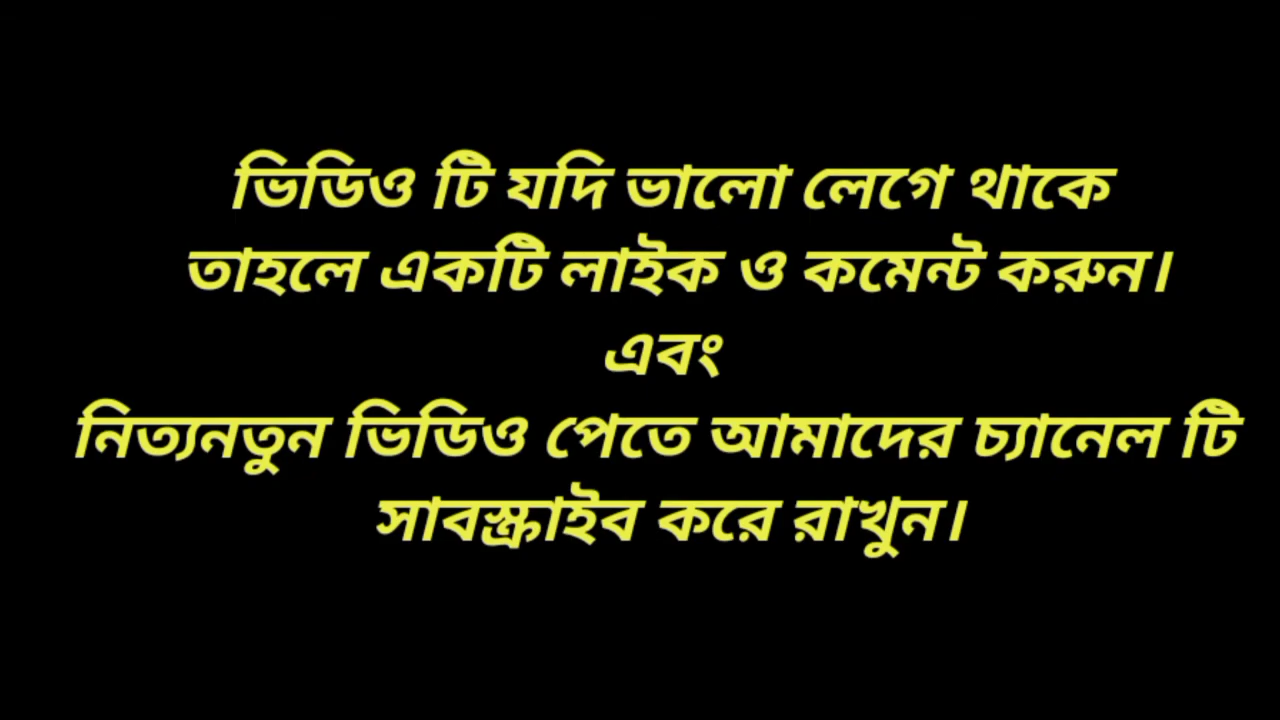 ভিডিও টি যদি ভালো লেগে থাকে
তাহলে একটি লাইক ও কমেন্ট করুন।
এবং
নিত্যনতুন ভিডিও পেতে আমাদের চ্যানেল টি
সাবস্ক্রাইব করে রাখুন।